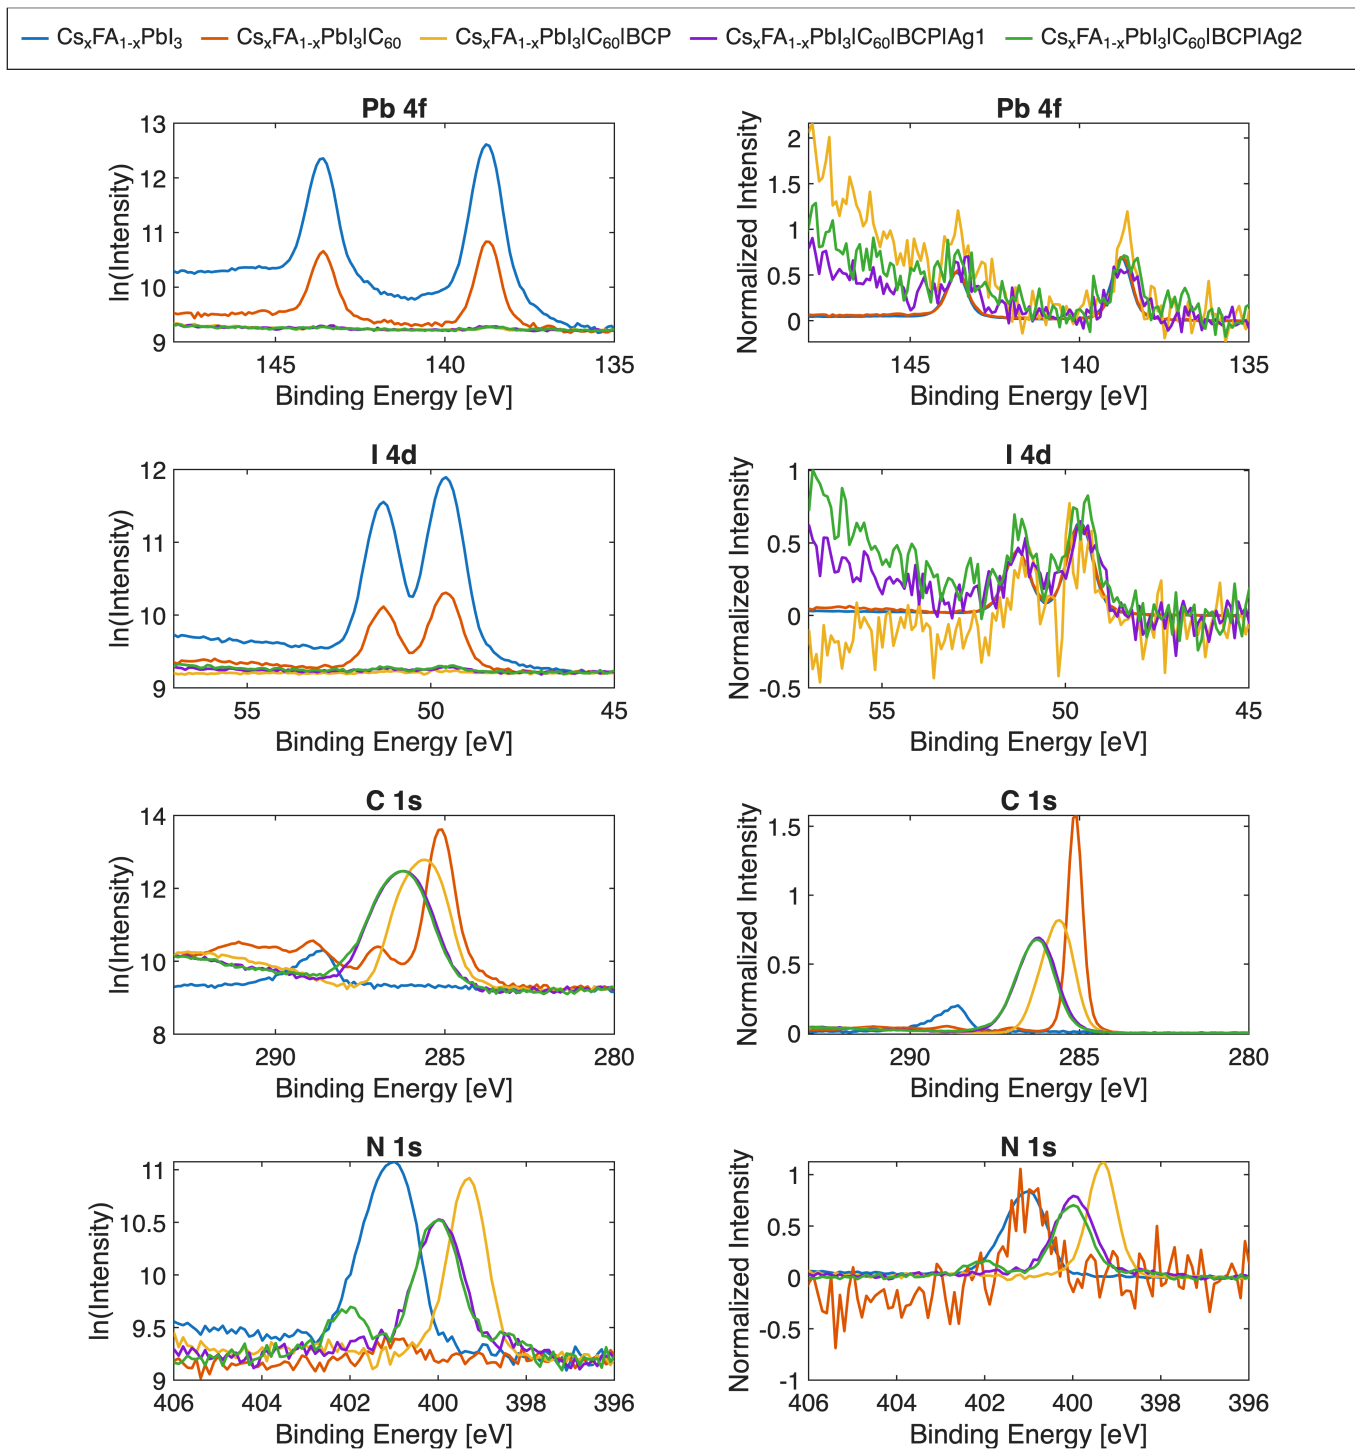 CsₓFA₁₋ₓPbI₃ CsₓFA₁₋ₓPbI₃|C₆₀ CsₓFA₁₋ₓPbI₃|C₆₀|BCP CsₓFA₁₋ₓPbI₃|C₆₀|BCP|Ag1 CsₓFA₁₋ₓPbI₃|C₆₀|BCP|Ag2
Pb 4f
ln(Intensity)
13
12
11
10
9
145 140 135
Binding Energy [eV]
Pb 4f
Normalized Intensity
2
1.5
1
0.5
0
145 140 135
Binding Energy [eV]
I 4d
ln(Intensity)
12
11
10
9
55 50 45
Binding Energy [eV]
I 4d
Normalized Intensity
1
0.5
0
-0.5
55 50 45
Binding Energy [eV]
C 1s
ln(Intensity)
14
12
10
8
290 285 280
Binding Energy [eV]
C 1s
Normalized Intensity
1.5
1
0.5
0
290 285 280
Binding Energy [eV]
N 1s
ln(Intensity)
11
10.5
10
9.5
9
406 404 402 400 398 396
Binding Energy [eV]
N 1s
Normalized Intensity
1
0.5
0
-0.5
-1
406 404 402 400 398 396
Binding Energy [eV]